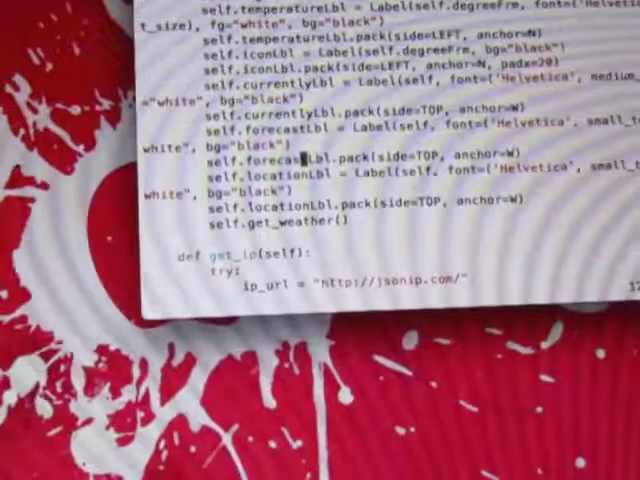 self.temperatureLbl = Label(self.degreeFrm, font=('Helvetic
t_size), fg="white", bg="black")
self.temperatureLbl.pack(side=LEFT, anchor=N)
self.iconLbl = Label(self.degreeFrm, bg="black")
self.iconLbl.pack(side=LEFT, anchor=N, padx=20)
self.currentlyLbl = Label(self, font=('Helvetica', medium_
="white", bg="black")
self.currentlyLbl.pack(side=TOP, anchor=W)
self.forecastLbl = Label(self, font=('Helvetica', small_t
white", bg="black")
self.forecastLbl.pack(side=TOP, anchor=W)
self.locationLbl = Label(self, font=('Helvetica', small_t
white", bg="black")
self.locationLbl.pack(side=TOP, anchor=W)
self.get_weather()
def get_ip(self):
try:
ip_url = "http://jsonip.com/"
12